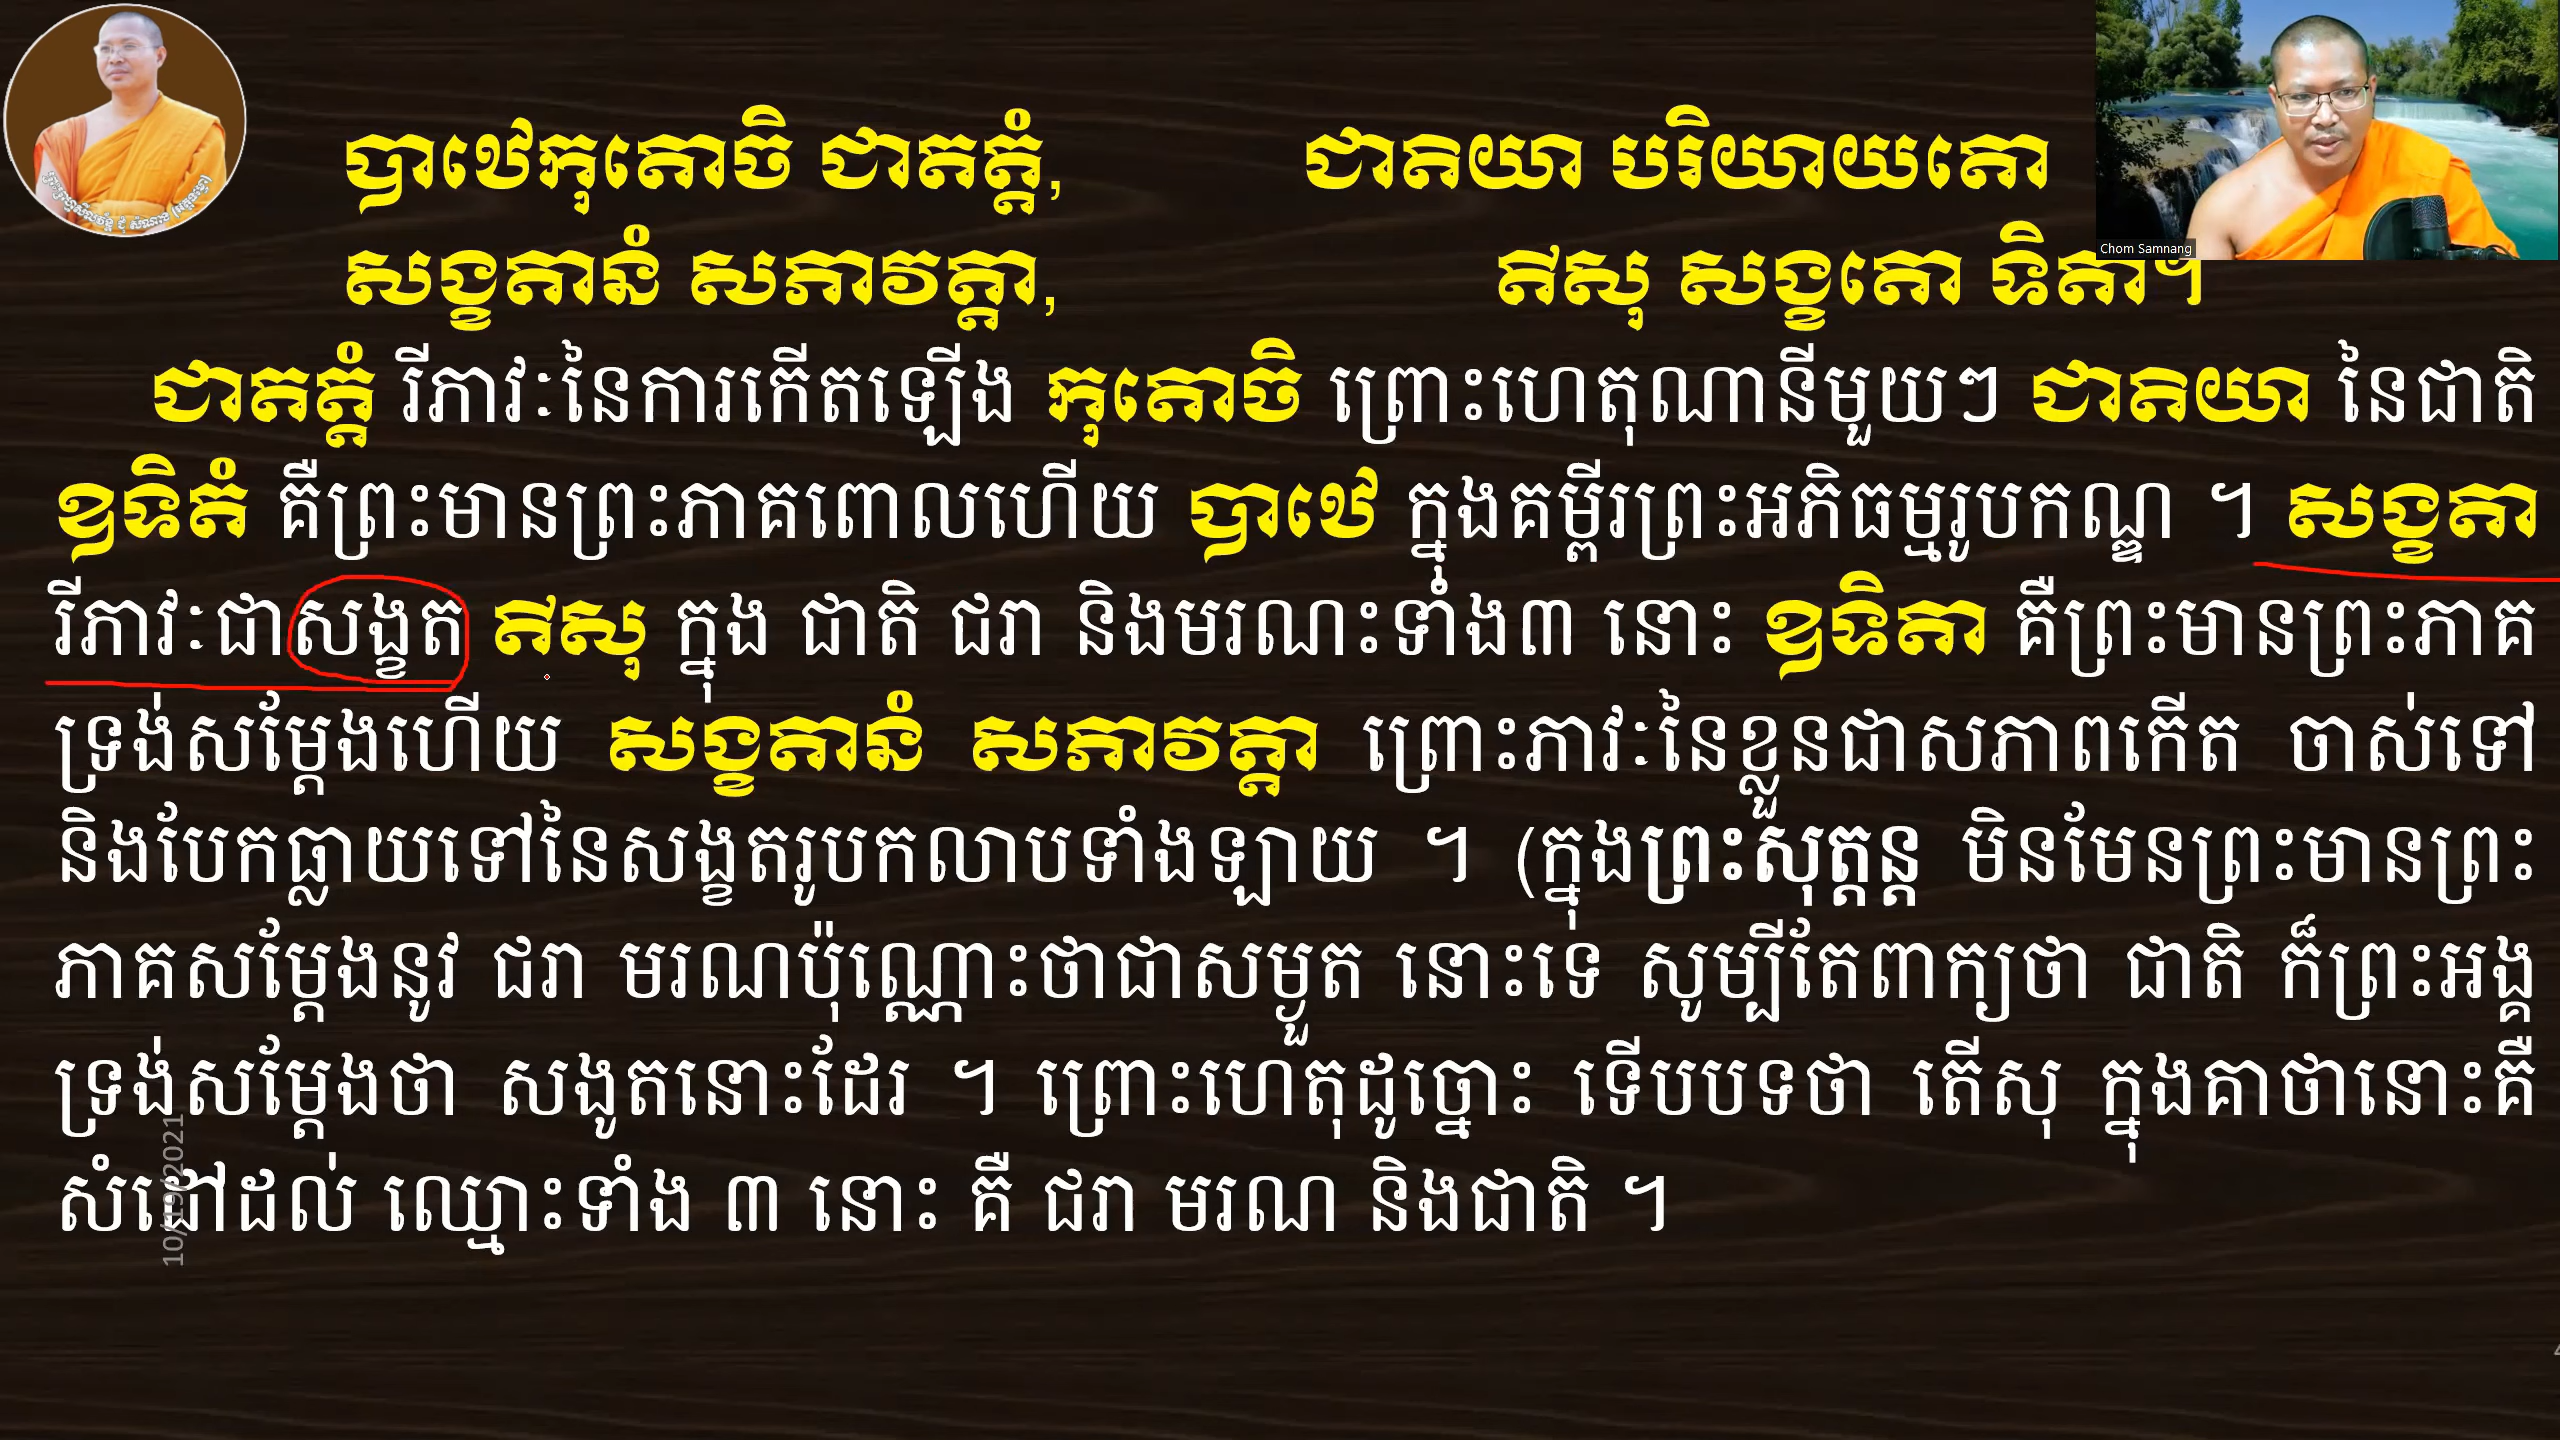 បាឋេកុតោចិ ជាតត្តំ, ជាតិយា បរិយាយតោ
សង្ខតានំ សភាវត្តា, តីសុ សង្ខតោ ទិតា។
Chom Samnang
ជាតត្តំ រីភាវៈនៃការកើតឡើង កុតោចិ ព្រោះហេតុណានីមួយៗ ជាតិយា នៃជាតិ
ឧទិតំ គឺព្រះមានព្រះភាគពោលហើយ បាឋេ ក្នុងគម្ពីរព្រះអភិធម្មរូបកណ្ឌ ។ សង្ខតា
រីភាវៈជាសង្ខត តីសុ ក្នុង ជាតិ ជរា និងមរណៈទាំង៣ នោះ ឧទិតា គឺព្រះមានព្រះភាគ
ទ្រង់សម្តែងហើយ សង្ខតានំ សភាវត្តា ព្រោះភាវៈនៃខ្លួនជាសភាពកើត ចាស់ទៅ
និងបែកធ្លាយទៅនៃសង្ខតរូបកលាបទាំងឡាយ ។ (ក្នុងព្រះសុត្តន្ត មិនមែនព្រះមានព្រះ
ភាគសម្តែងនូវ ជរា មរណប៉ុណ្ណោះថាជាសម្ងួត នោះទេ សូម្បីតែពាក្យថា ជាតិ ក៏ព្រះអង្គ
ទ្រង់សម្តែងថា សងូតនោះដែរ ។ ព្រោះហេតុដូច្នោះ ទើបបទថា តើសុ ក្នុងគាថានោះគឺ
សំដៅដល់ ឈ្មោះទាំង ៣ នោះ គឺ ជរា មរណ និងជាតិ ។
10/19/2021